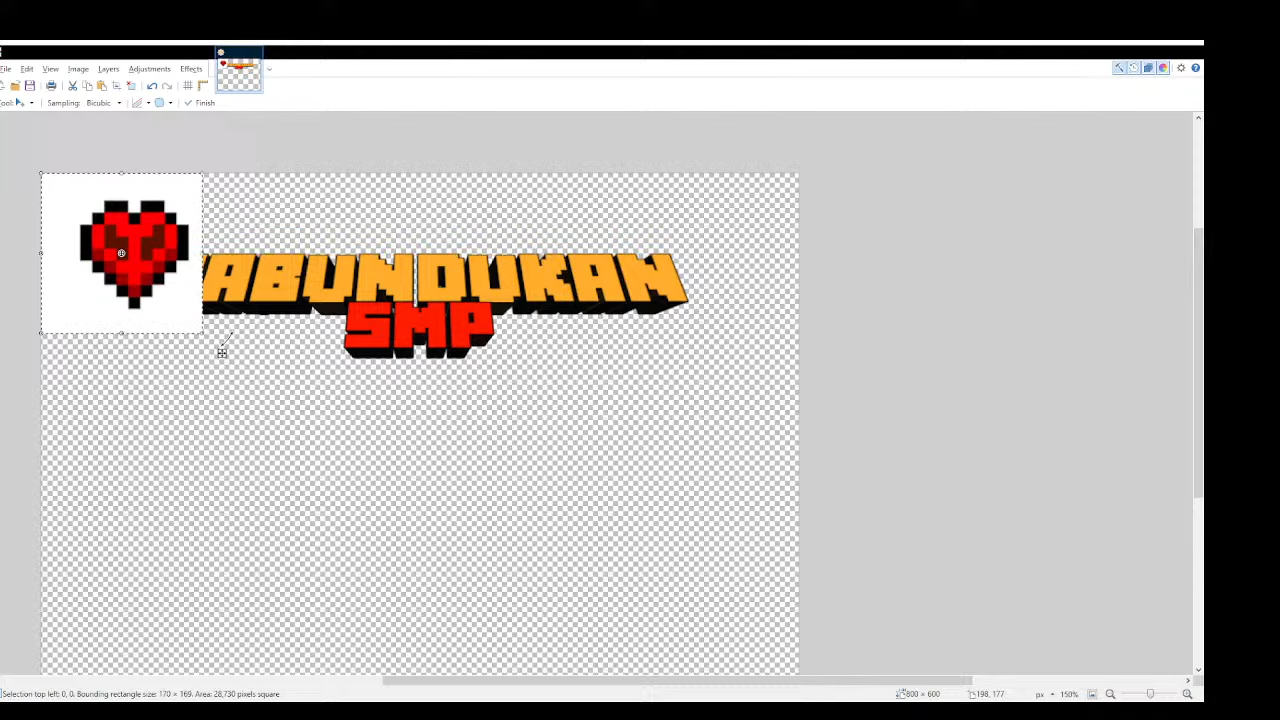 File Edit View Image Layers Adjustments Effects
Tool: Sampling: Bicubic Finish
ABUNDUKAN
SMP
Selection top left: 0, 0. Bounding rectangle size: 170 × 169. Area: 28,730 pixels square
800 × 600 198, 177 px 150%